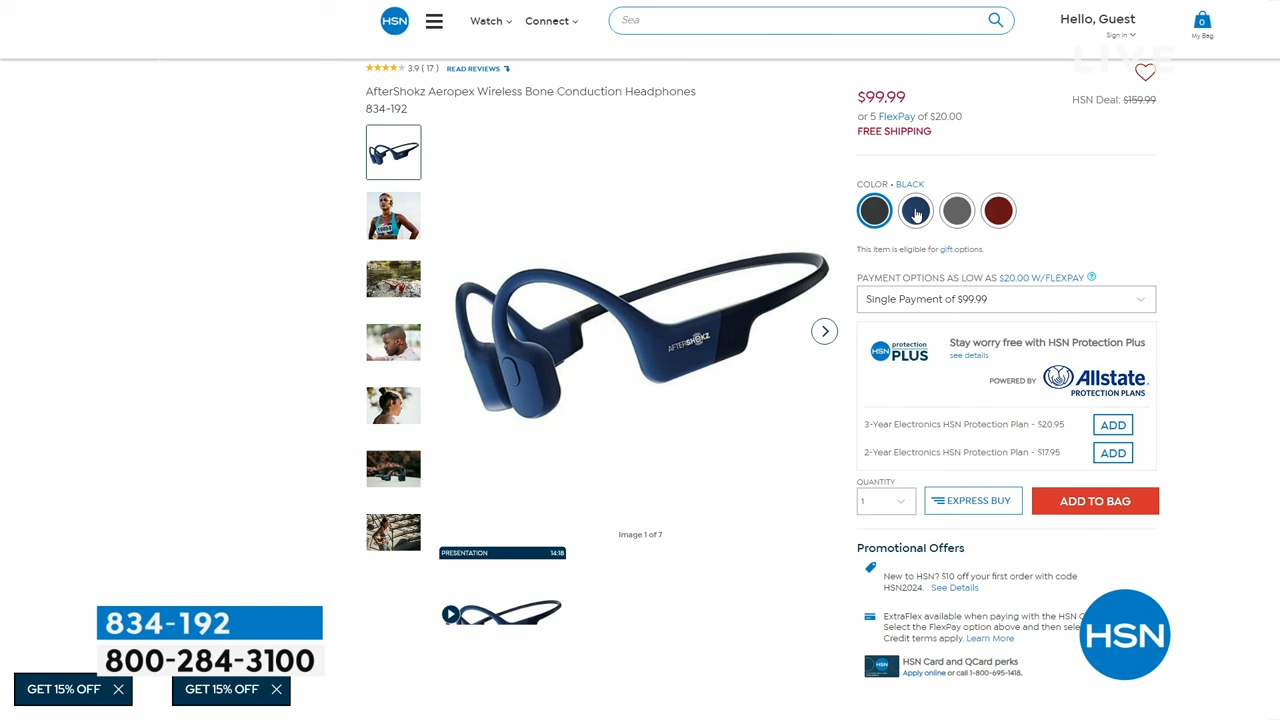 HSN
Watch
Connect
Sea
Hello, Guest
Sign In
0
My Bag
LIVE
3.9 (17)
READ REVIEWS
AfterShokz Aeropex Wireless Bone Conduction Headphones
834-192
$99.99
HSN Deal: $159.99
or 5 FlexPay of $20.00
FREE SHIPPING
COLOR • BLACK
This item is eligible for gift options.
PAYMENT OPTIONS AS LOW AS $20.00 W/FLEXPAY
Single Payment of $99.99
HSN protection PLUS
Stay worry free with HSN Protection Plus
see details
POWERED BY Allstate.
PROTECTION PLANS
3-Year Electronics HSN Protection Plan - $20.95 ADD
2-Year Electronics HSN Protection Plan - $17.95 ADD
QUANTITY
1
EXPRESS BUY
ADD TO BAG
AFTERSHOKZ
Image 1 of 7
PRESENTATION 14:18
Promotional Offers
New to HSN? $10 off your first order with code
HSN2024. See Details
ExtraFlex available when paying with the HSN C
Select the FlexPay option above and then sele
Credit terms apply. Learn More
HSN
HSN Card and QCard perks
Apply online or call 1-800-695-1418.
HSN
834-192
800-284-3100
GET 15% OFF
GET 15% OFF